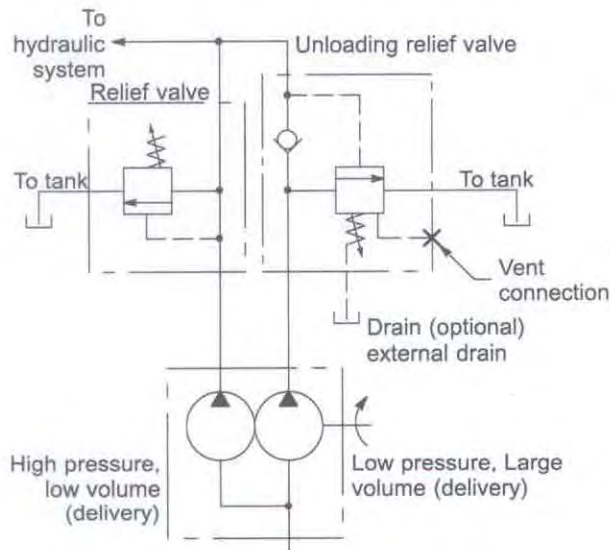 To
hydraulic
system
Unloading relief valve
Relief valve
To tank
To tank
Vent
connection
Drain (optional)
external drain
High pressure,
low volume
(delivery)
Low pressure, Large
volume (delivery)